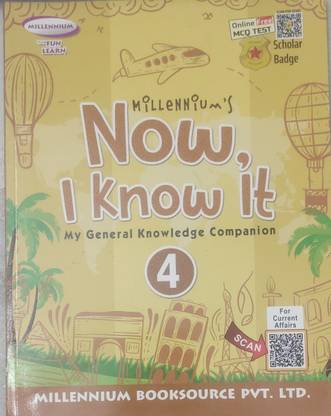 MILLENNIUM
FUN
LEARN
Online Free
MCQ TEST
Scholar
Badge
MILLENNIUM'S
Now,
I Know it
My General Knowledge Companion
4
For
Current
Affairs
SCAN
MILLENNIUM BOOKSOURCE PVT. LTD.